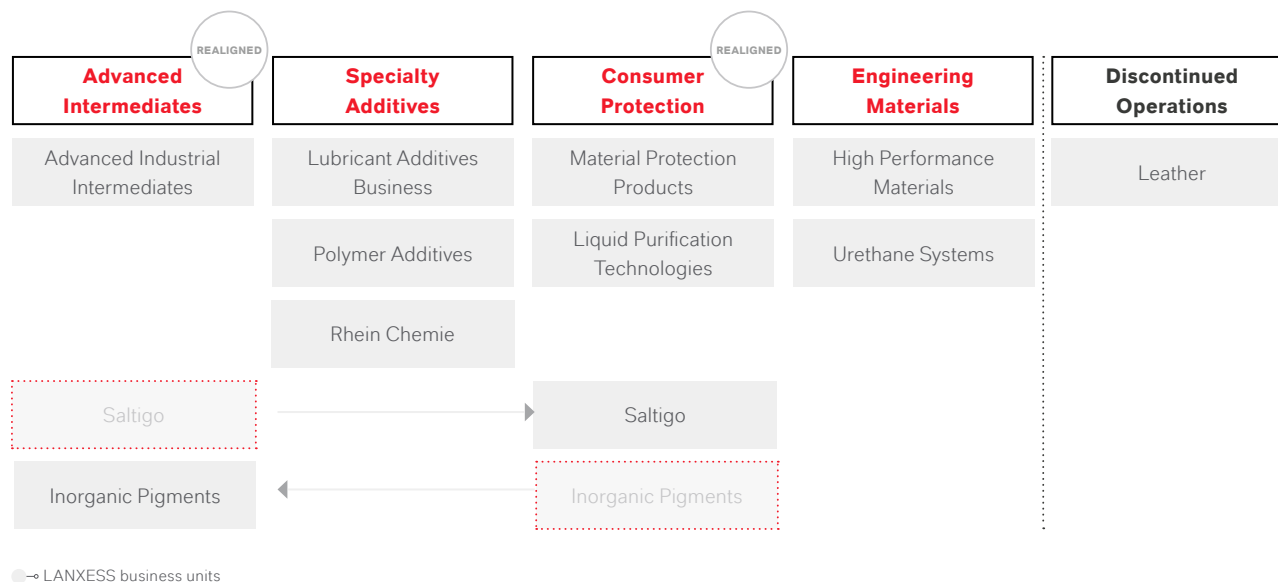 REALIGNED
REALIGNED
Advanced
Intermediates
Specialty
Additives
Consumer
Protection
Engineering
Materials
Discontinued
Operations
Advanced Industrial
Intermediates
Lubricant Additives
Business
Material Protection
Products
High Performance
Materials
Leather
Polymer Additives
Liquid Purification
Technologies
Urethane Systems
Rhein Chemie
Saltigo
Saltigo
Inorganic Pigments
Inorganic Pigments
LANXESS business units